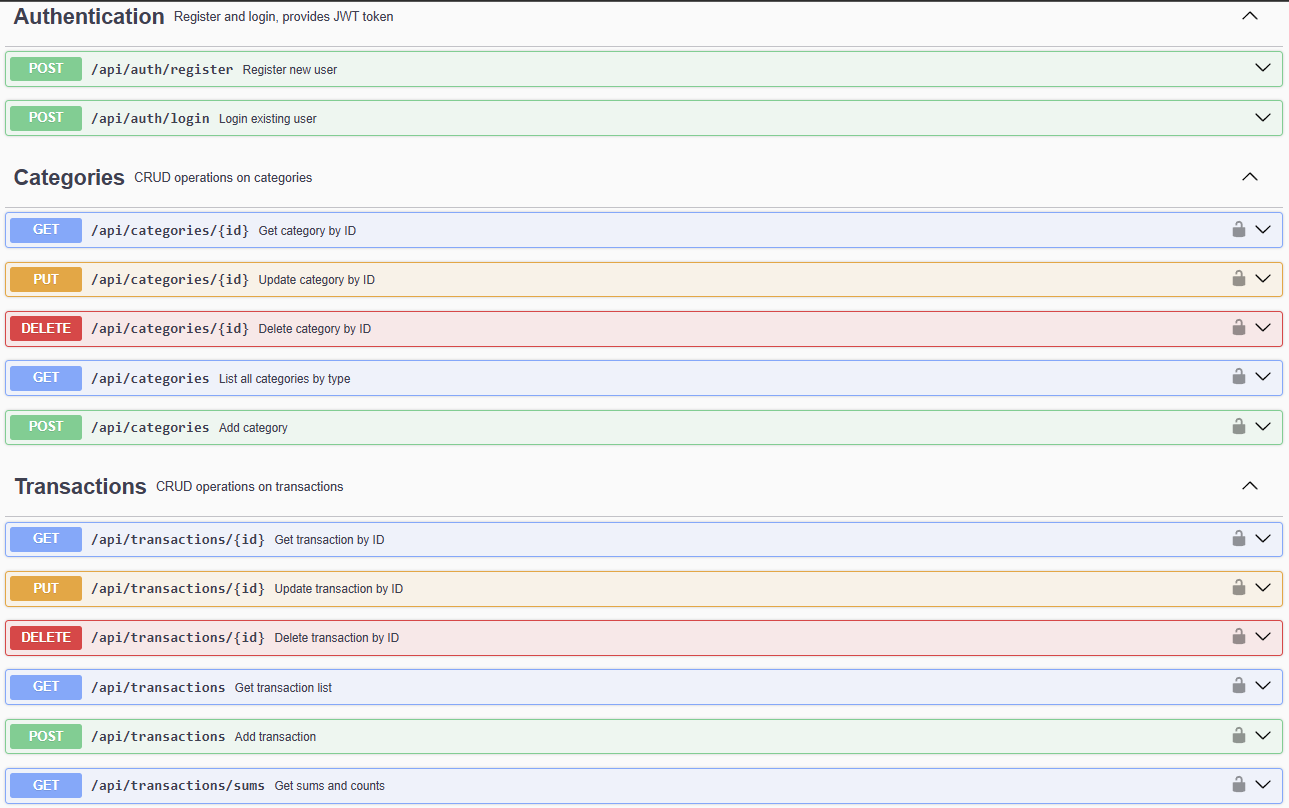 Authentication Register and login, provides JWT token
POST /api/auth/register Register new user
POST /api/auth/login Login existing user
Categories CRUD operations on categories
GET /api/categories/{id} Get category by ID
PUT /api/categories/{id} Update category by ID
DELETE /api/categories/{id} Delete category by ID
GET /api/categories List all categories by type
POST /api/categories Add category
Transactions CRUD operations on transactions
GET /api/transactions/{id} Get transaction by ID
PUT /api/transactions/{id} Update transaction by ID
DELETE /api/transactions/{id} Delete transaction by ID
GET /api/transactions Get transaction list
POST /api/transactions Add transaction
GET /api/transactions/sums Get sums and counts